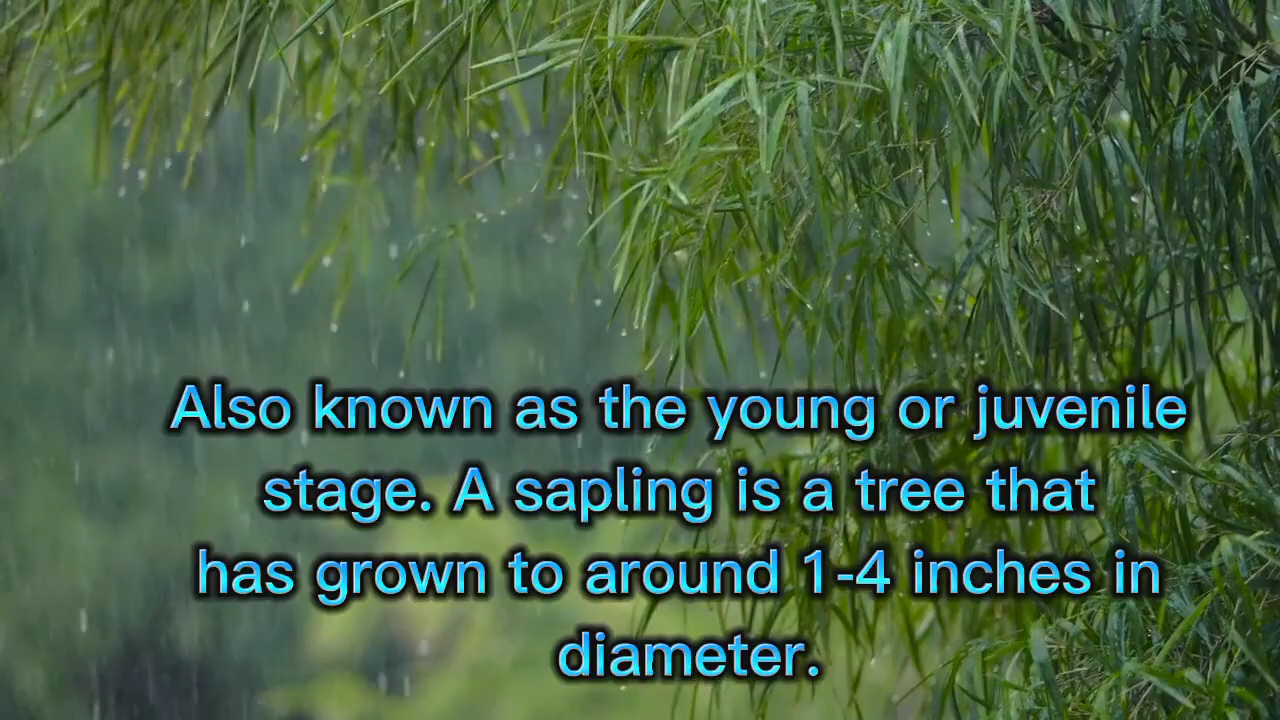 Also known as the young or juvenile
stage. A sapling is a tree that
has grown to around 1-4 inches in
diameter.